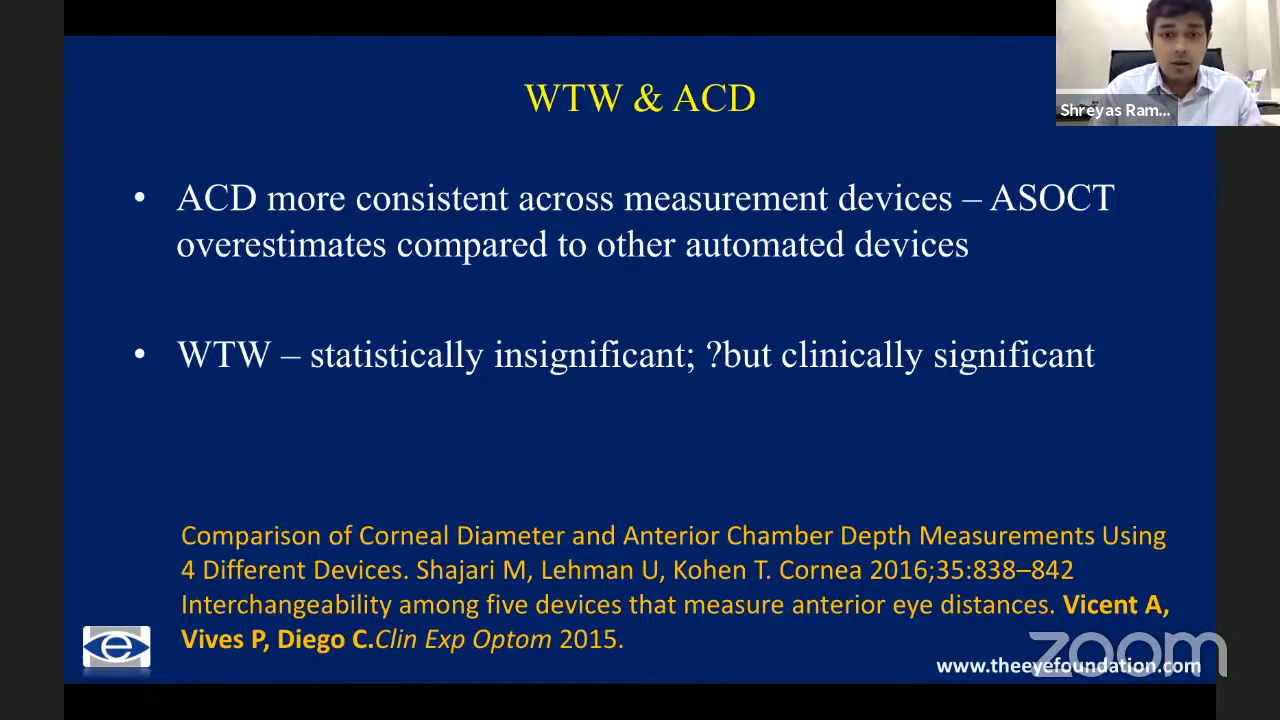 WTW & ACD
Shreyas Ram...
• ACD more consistent across measurement devices – ASOCT
overestimates compared to other automated devices
• WTW – statistically insignificant; ?but clinically significant
Comparison of Corneal Diameter and Anterior Chamber Depth Measurements Using
4 Different Devices. Shajari M, Lehman U, Kohen T. Cornea 2016;35:838–842
Interchangeability among five devices that measure anterior eye distances. Vicent A,
Vives P, Diego C.Clin Exp Optom 2015.
e
zoom
www.theeyefoundation.com